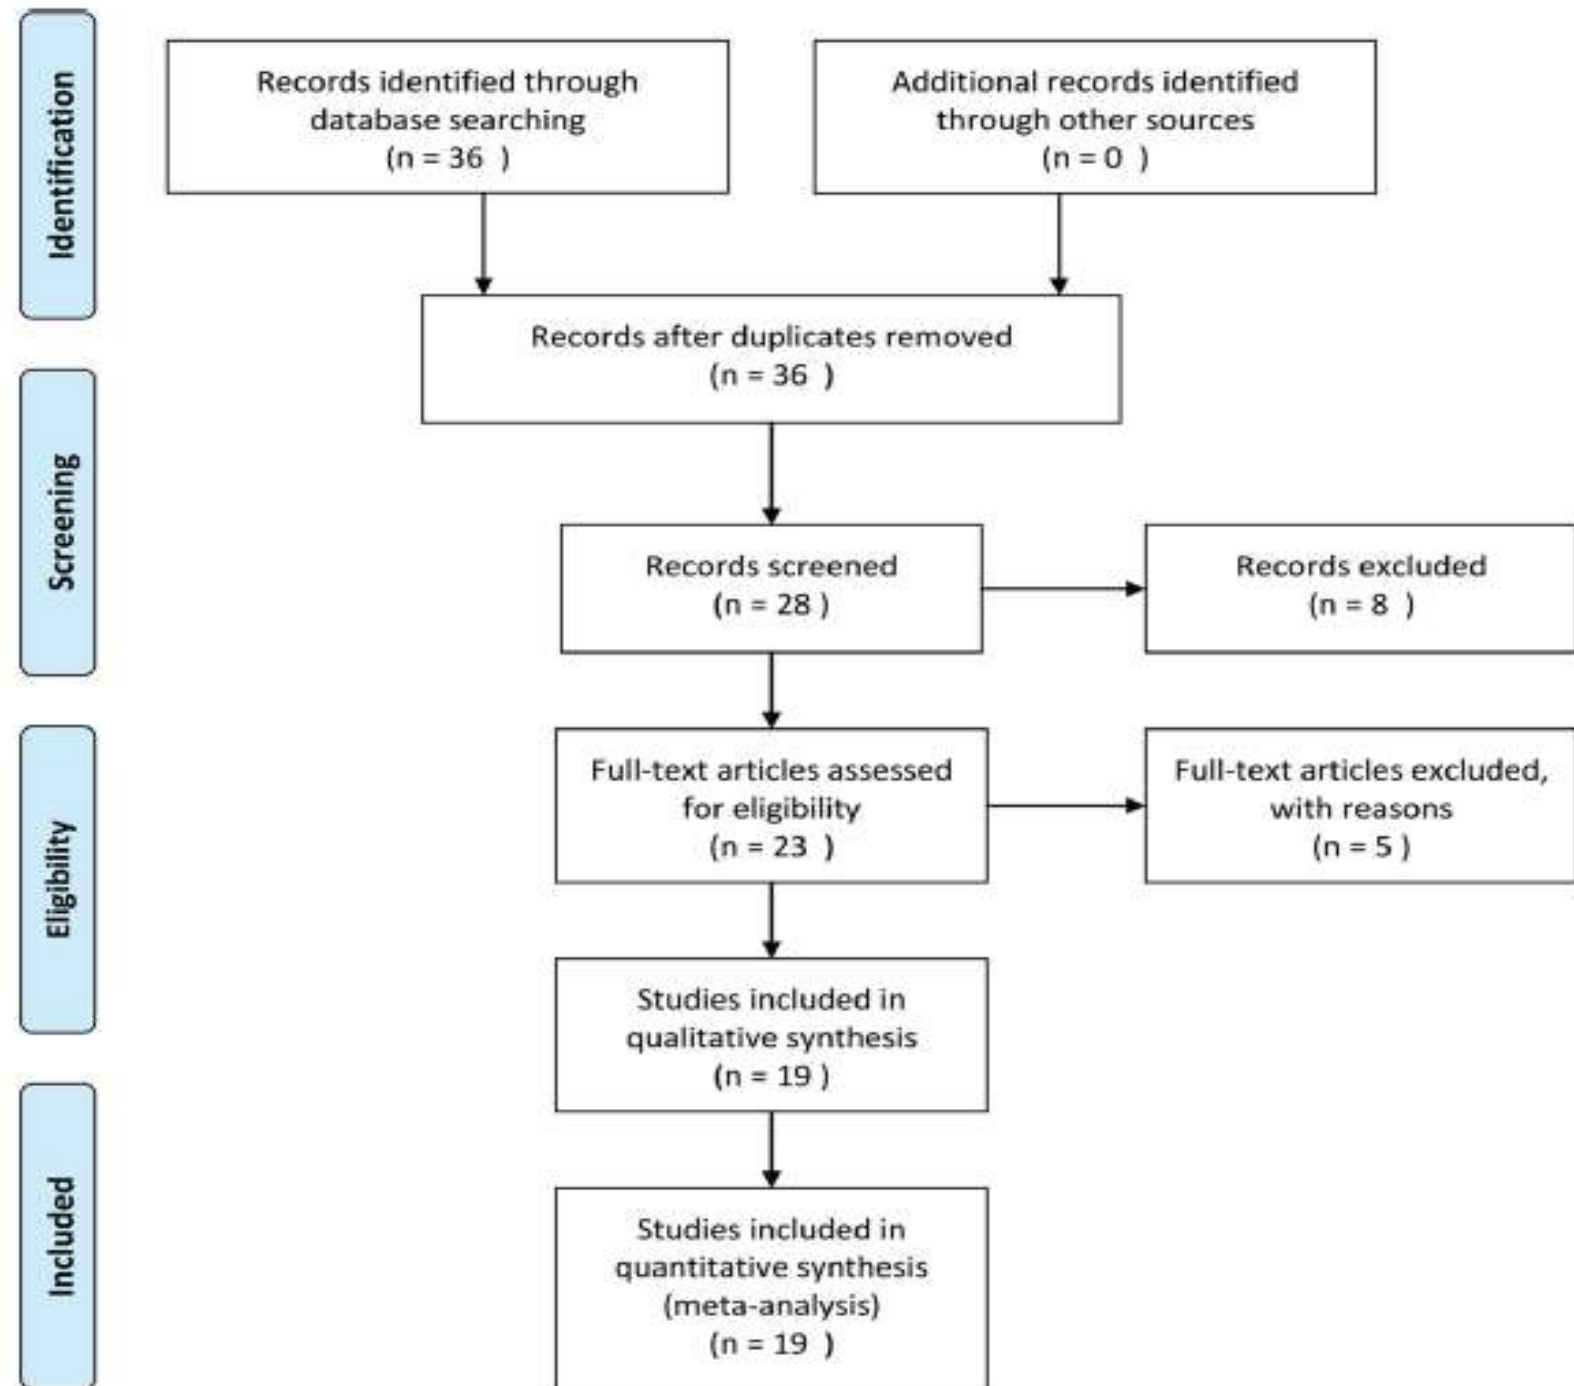 Identification
Records identified through
database searching
(n = 36  )
Additional records identified
through other sources
(n = 0  )
Records after duplicates removed
(n = 36  )
Screening
Records screened
(n = 28 )
Records excluded
(n = 8  )
Eligibility
Full-text articles assessed
for eligibility
(n = 23  )
Full-text articles excluded,
with reasons
(n = 5 )
Studies included in
qualitative synthesis
(n = 19 )
Included
Studies included in
quantitative synthesis
(meta-analysis)
(n = 19  )